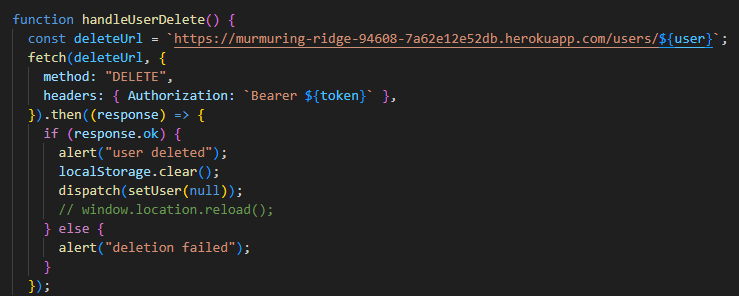 function handleUserDelete() {
const deleteUrl = `https://murmuring-ridge-94608-7a62e12e52db.herokuapp.com/users/${user}`;
fetch(deleteUrl, {
method: "DELETE",
headers: { Authorization: `Bearer ${token}` },
}).then((response) => {
if (response.ok) {
alert("user deleted");
localStorage.clear();
dispatch(setUser(null));
// window.location.reload();
} else {
alert("deletion failed");
}
});